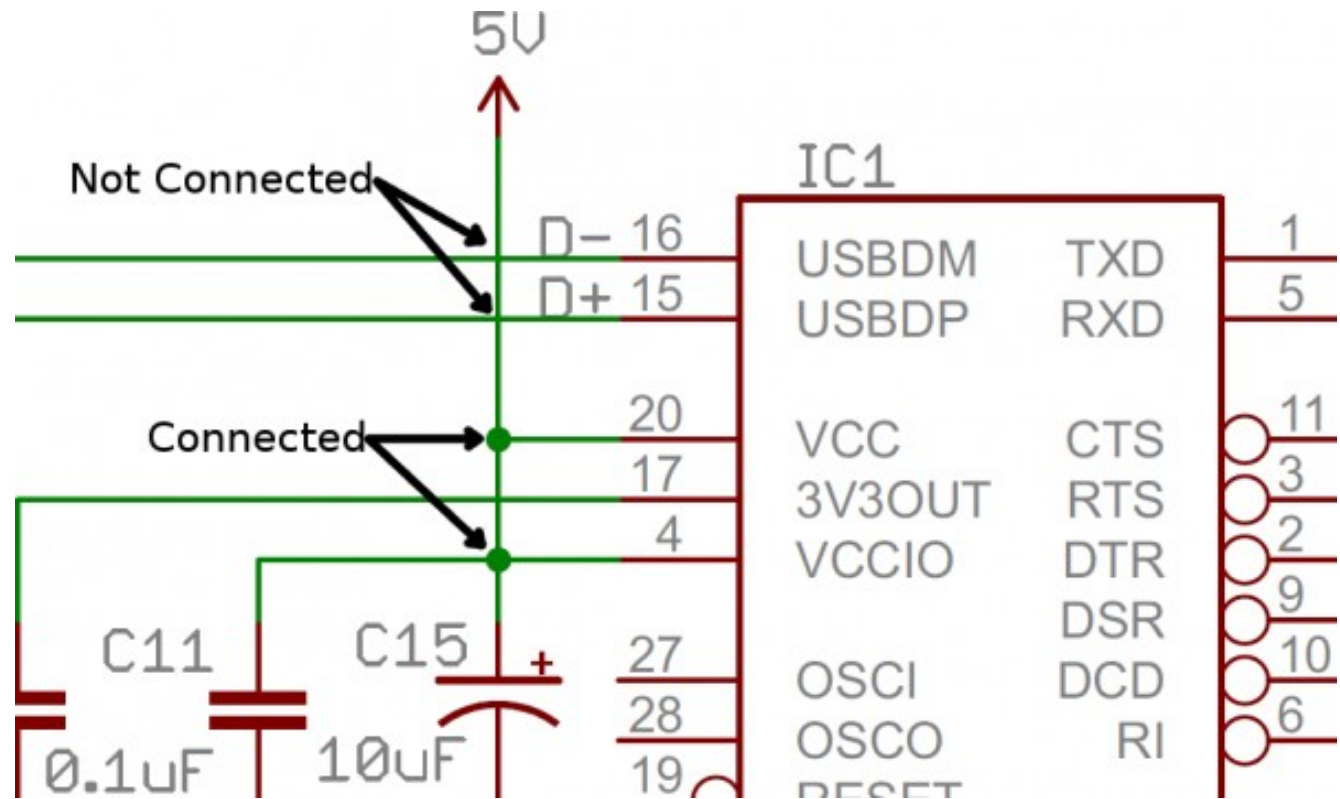 5V
Not Connected
IC1
D- 16 USBDM TXD 1
D+ 15 USBDP RXD 5
Connected 20 VCC CTS 11
17 3V3OUT RTS 3
4 VCCIO DTR 2
DSR 9
C11 C15 + 27 OSCI DCD 10
28 OSCO RI 6
0.1uF 10uF
19 RESET